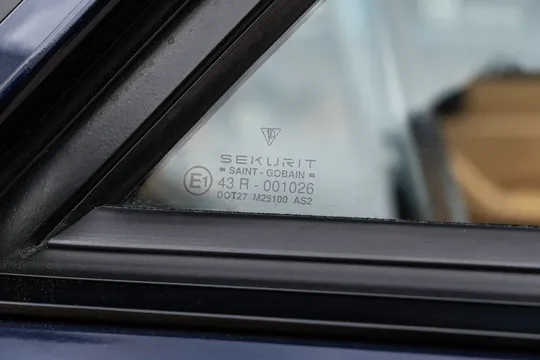 SEKURIT
= SAINT - GOBAIN =
E1
43 R - 001026
DOT27 M25100 AS2